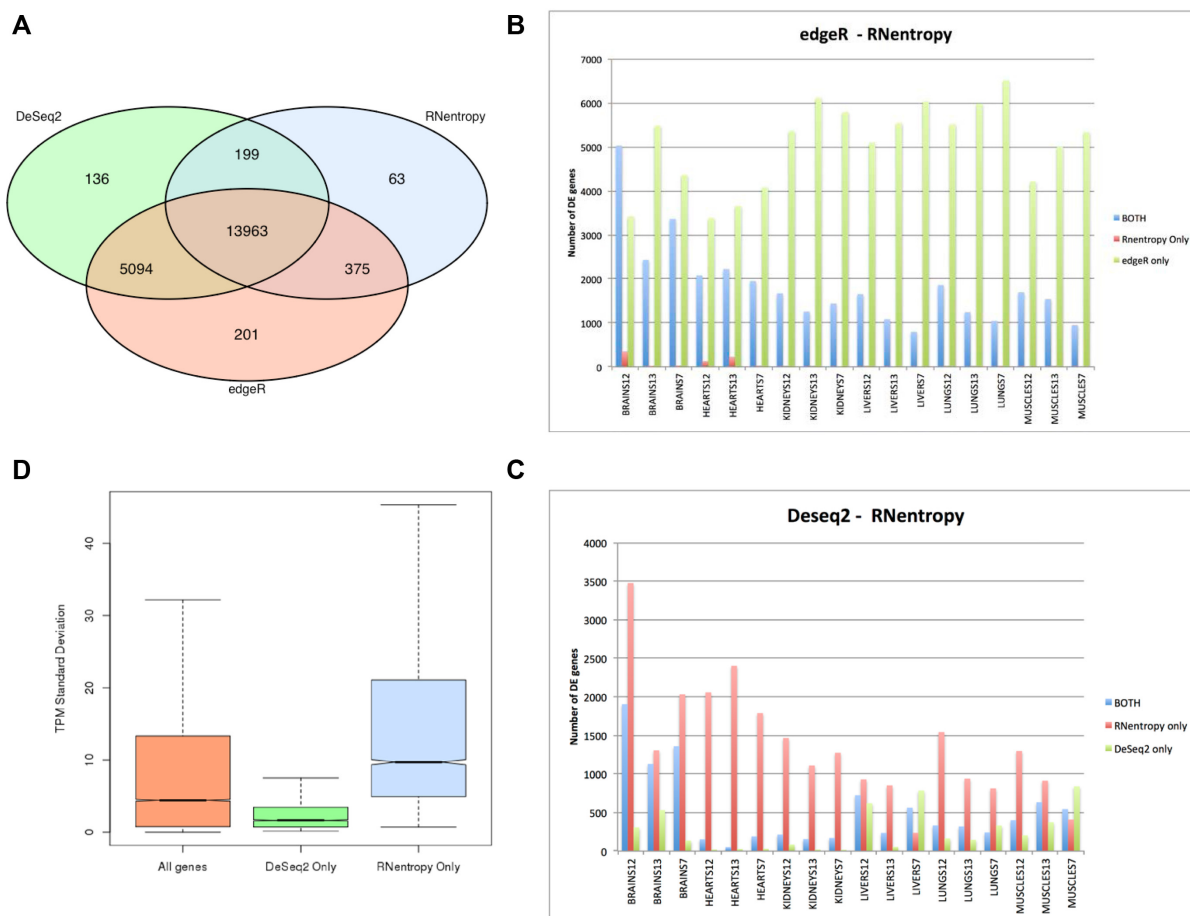 A
DeSeq2
RNentropy
199
136
63
13963
5094
375
201
edgeR
B
edgeR - RNentropy
Number of DE genes
7000
6000
5000
4000
3000
2000
1000
0
BRAINS12
BRAINS13
BRAINS7
HEARTS12
HEARTS13
HEARTS7
KIDNEYS12
KIDNEYS13
KIDNEYS7
LIVERS12
LIVERS13
LIVERS7
LUNGS12
LUNGS13
LUNGS7
MUSCLES12
MUSCLES13
MUSCLES7
BOTH
Rnentropy Only
edgeR only
D
TPM Standard Deviation
40
30
20
10
0
All genes
DeSeq2 Only
RNentropy Only
C
Deseq2 - RNentropy
Number of DE genes
4000
3500
3000
2500
2000
1500
1000
500
0
BRAINS12
BRAINS13
BRAINS7
HEARTS12
HEARTS13
HEARTS7
KIDNEYS12
KIDNEYS13
KIDNEYS7
LIVERS12
LIVERS13
LIVERS7
LUNGS12
LUNGS13
LUNGS7
MUSCLES12
MUSCLES13
MUSCLES7
BOTH
RNentropy only
DeSeq2 only